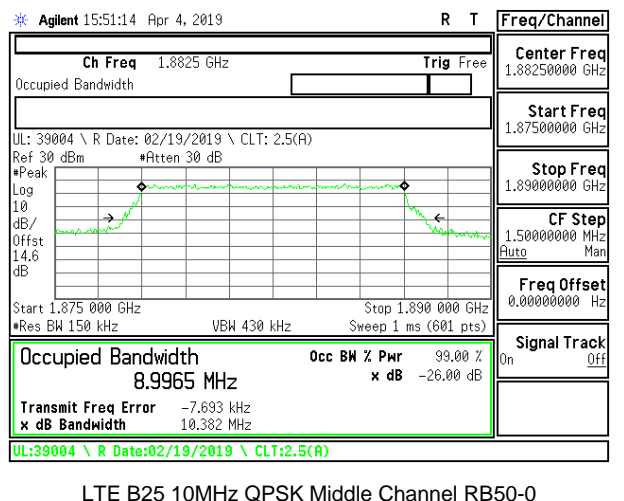 Agilent 15:51:14 Apr 4, 2019 R T
Freq/Channel
Ch Freq 1.8825 GHz Trig Free
Occupied Bandwidth
UL: 39004 \ R Date: 02/19/2019 \ CLT: 2.5(A)
Ref 30 dBm #Atten 30 dB
#Peak
Log
10
dB/
Offst
14.6
dB
Start 1.875 000 GHz Stop 1.890 000 GHz
#Res BW 150 kHz VBW 430 kHz Sweep 1 ms (601 pts)
Occupied Bandwidth Occ BW % Pwr 99.00 %
8.9965 MHz x dB -26.00 dB
Transmit Freq Error -7.693 kHz
x dB Bandwidth 10.382 MHz
UL:39004 \ R Date:02/19/2019 \ CLT:2.5(A)
Center Freq
1.88250000 GHz
Start Freq
1.87500000 GHz
Stop Freq
1.89000000 GHz
CF Step
1.50000000 MHz
Auto Man
Freq Offset
0.00000000 Hz
Signal Track
On Off
LTE B25 10MHz QPSK Middle Channel RB50-0